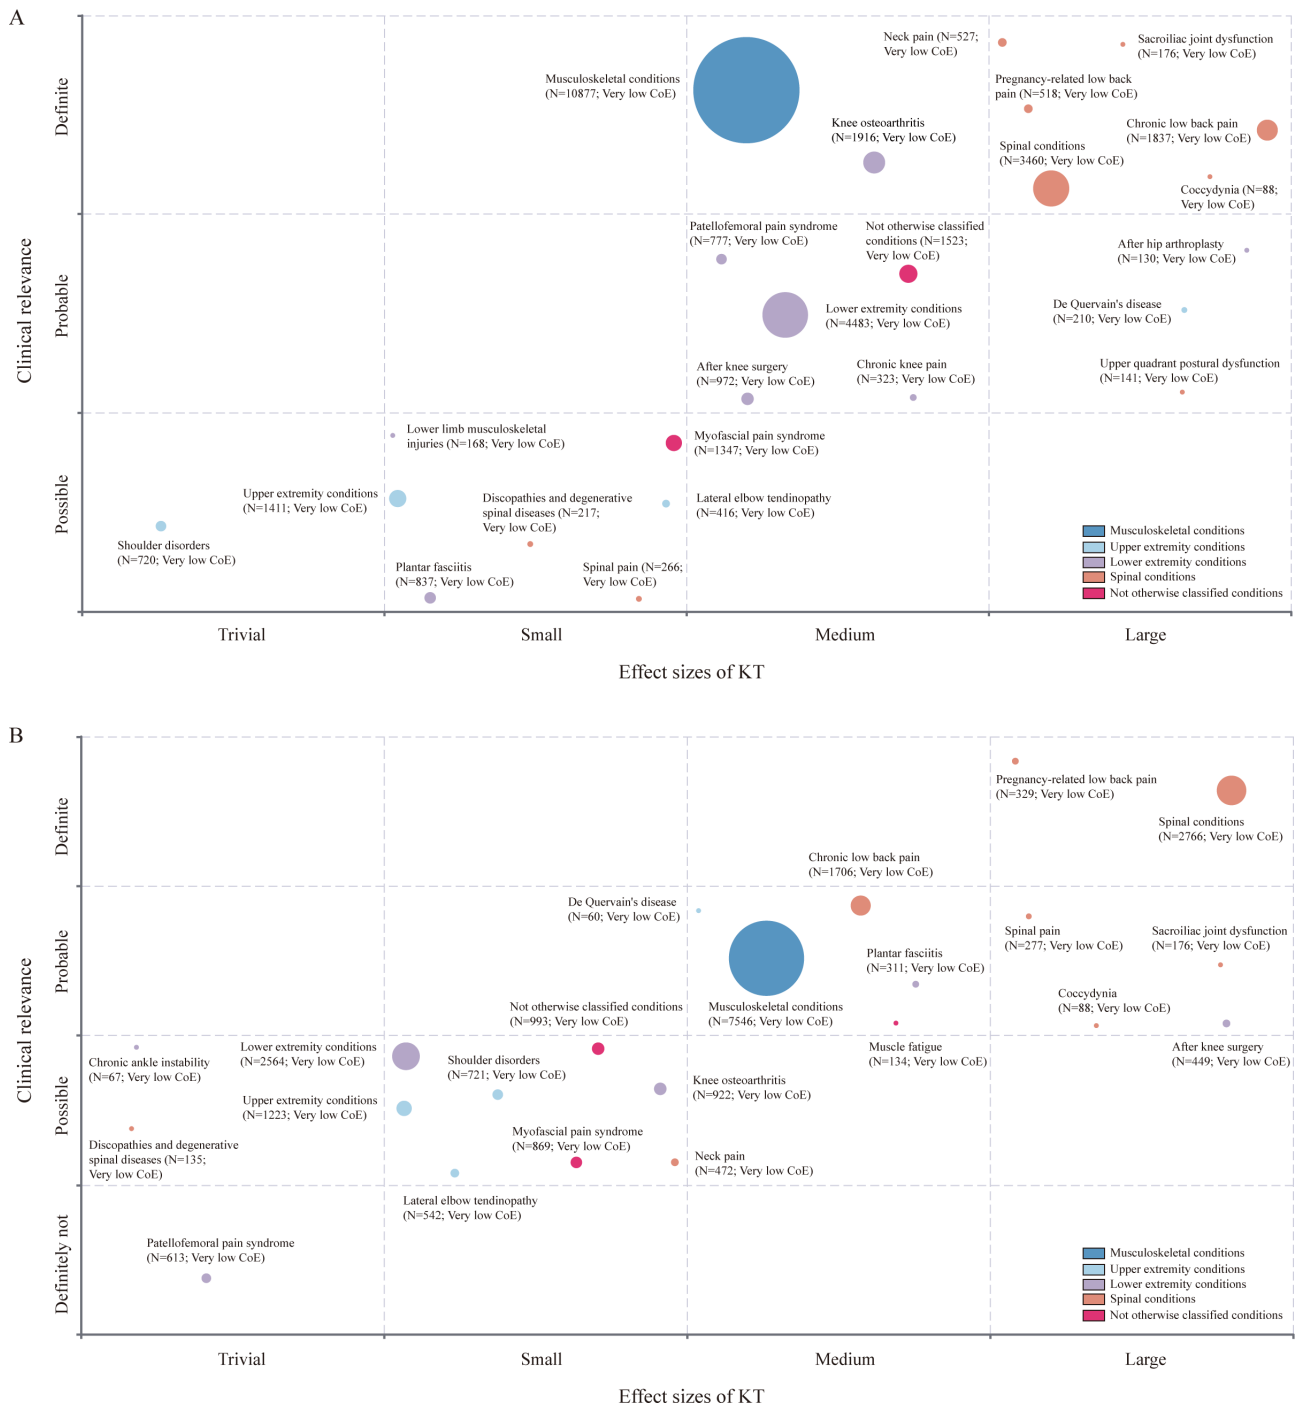 A
Neck pain (N=527;
Very low CoE)
Sacroiliac joint dysfunction
(N=176; Very low CoE)
Musculoskeletal conditions
(N=10877; Very low CoE)
Pregnancy-related low back
pain (N=518; Very low CoE)
Knee osteoarthritis
(N=1916; Very low CoE)
Chronic low back pain
(N=1837; Very low CoE)
Spinal conditions
(N=3460; Very low CoE)
Coccydynia (N=88;
Very low CoE)
Definite
Patellofemoral pain syndrome
(N=777; Very low CoE)
Not otherwise classified
conditions (N=1523;
Very low CoE)
After hip arthroplasty
(N=130; Very low CoE)
De Quervain's disease
(N=210; Very low CoE)
Lower extremity conditions
(N=4483; Very low CoE)
After knee surgery
(N=972; Very low CoE)
Chronic knee pain
(N=323; Very low CoE)
Upper quadrant postural dysfunction
(N=141; Very low CoE)
Probable
Clinical relevance
Lower limb musculoskeletal
injuries (N=168; Very low CoE)
Myofascial pain syndrome
(N=1347; Very low CoE)
Upper extremity conditions
(N=1411; Very low CoE)
Discopathies and degenerative
spinal diseases (N=217;
Very low CoE)
Lateral elbow tendinopathy
(N=416; Very low CoE)
Shoulder disorders
(N=720; Very low CoE)
Plantar fasciitis
(N=837; Very low CoE)
Spinal pain (N=266;
Very low CoE)
Possible
Musculoskeletal conditions
Upper extremity conditions
Lower extremity conditions
Spinal conditions
Not otherwise classified conditions
Trivial
Small
Medium
Large
Effect sizes of KT
B
Pregnancy-related low back pain
(N=329; Very low CoE)
Spinal conditions
(N=2766; Very low CoE)
Chronic low back pain
(N=1706; Very low CoE)
Definite
De Quervain's disease
(N=60; Very low CoE)
Spinal pain
(N=277; Very low CoE)
Sacroiliac joint dysfunction
(N=176; Very low CoE)
Plantar fasciitis
(N=311; Very low CoE)
Coccydynia
(N=88; Very low CoE)
Not otherwise classified conditions
(N=993; Very low CoE)
Musculoskeletal conditions
(N=7546; Very low CoE)
Probable
Muscle fatigue
(N=134; Very low CoE)
After knee surgery
(N=449; Very low CoE)
Clinical relevance
Chronic ankle instability
(N=67; Very low CoE)
Lower extremity conditions
(N=2564; Very low CoE)
Shoulder disorders
(N=721; Very low CoE)
Knee osteoarthritis
(N=922; Very low CoE)
Upper extremity conditions
(N=1223; Very low CoE)
Discopathies and degenerative
spinal diseases (N=135;
Very low CoE)
Myofascial pain syndrome
(N=869; Very low CoE)
Neck pain
(N=472; Very low CoE)
Possible
Lateral elbow tendinopathy
(N=542; Very low CoE)
Patellofemoral pain syndrome
(N=613; Very low CoE)
Definitely not
Musculoskeletal conditions
Upper extremity conditions
Lower extremity conditions
Spinal conditions
Not otherwise classified conditions
Trivial
Small
Medium
Large
Effect sizes of KT